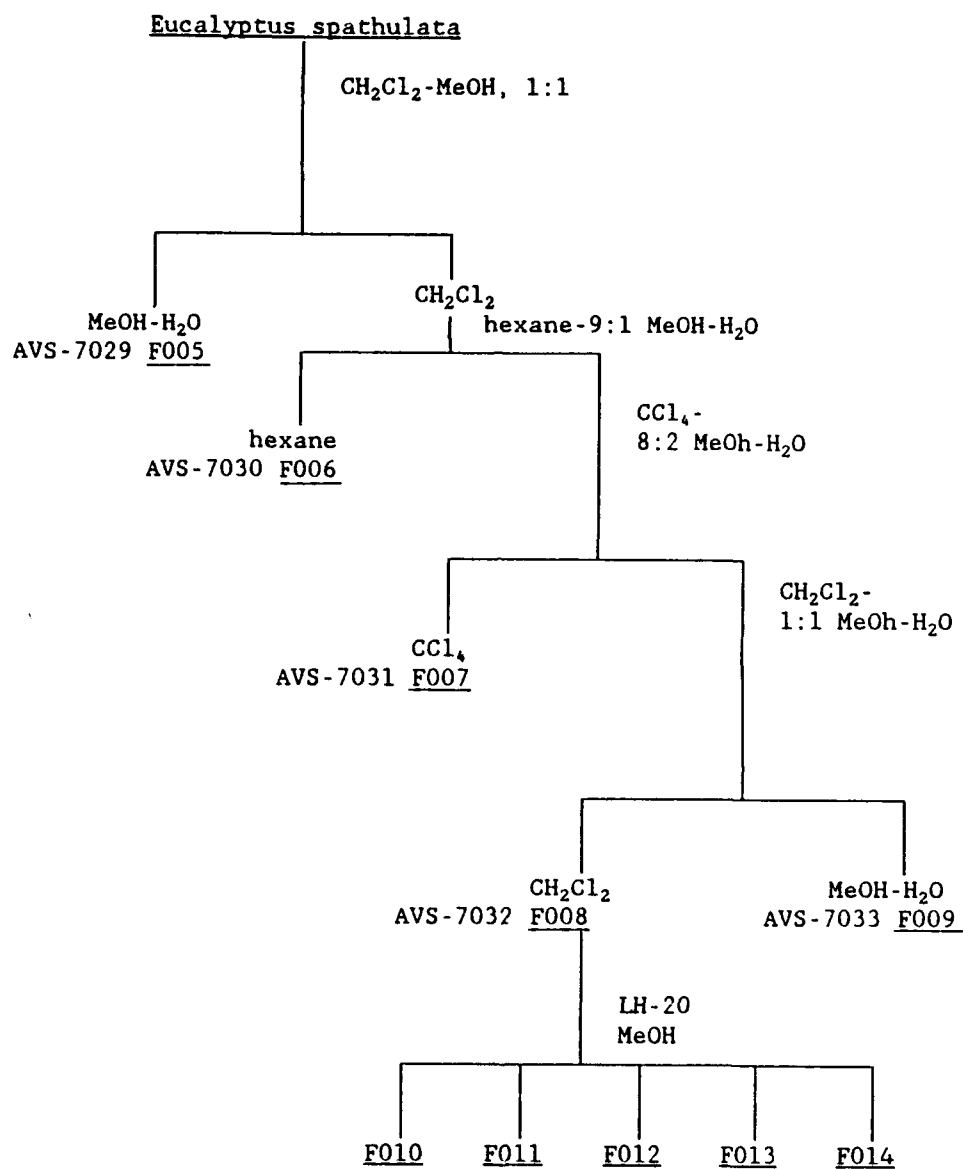 Eucalyptus spathulata
CH₂Cl₂-MeOH, 1:1
CH₂Cl₂
MeOH-H₂O
AVS-7029 F005
hexane-9:1 MeOH-H₂O
hexane
AVS-7030 F006
CCl₄-
8:2 MeOh-H₂O
CH₂Cl₂-
1:1 MeOh-H₂O
CCl₄
AVS-7031 F007
CH₂Cl₂
AVS-7032 F008
MeOH-H₂O
AVS-7033 F009
LH-20
MeOH
F010 F011 F012 F013 F014